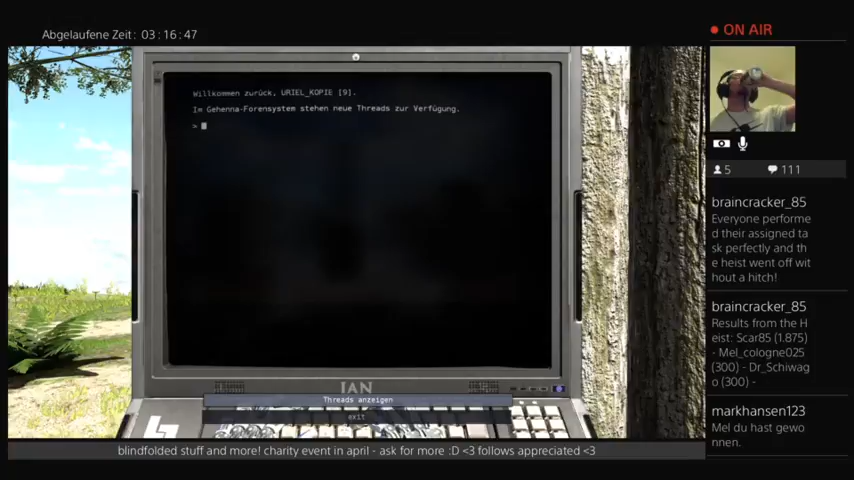 Abgelaufene Zeit: 03:16:47
ON AIR
Willkommen zurück, URIEL_KOPIE [9].
Im Gehenna-Forensystem stehen neue Threads zur Verfügung.
>
IAN
Threads anzeigen
exit
5
111
braincracker_85
Everyone performe
d their assigned ta
sk perfectly and th
e heist went off wit
hout a hitch!
braincracker_85
Results from the H
eist: Scar85 (1.875)
- Mel_cologne025
(300) - Dr_Schiwag
o (300) -
markhansen123
Mel du hast gewo
nnen.
blindfolded stuff and more! charity event in april - ask for more :D <3 follows appreciated <3